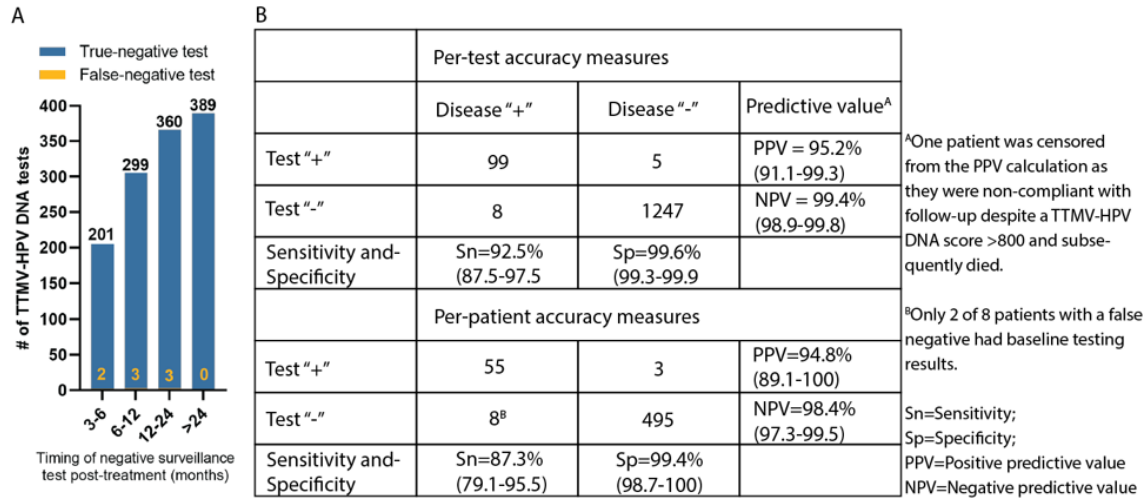 A
True-negative test
False-negative test
# of TTMV-HPV DNA tests
400
350
300
250
200
150
100
50
0
201
299
360
389
2
3
3
0
3-6
6-12
12-24
>24
Timing of negative surveillance
test post-treatment (months)
B
Per-test accuracy measures
Disease "+"
Disease "-"
Predictive valueᴬ
Test "+"
99
5
PPV = 95.2%
(91.1-99.3)
Test "-"
8
1247
NPV = 99.4%
(98.9-99.8)
Sensitivity and-
Specificity
Sn=92.5%
(87.5-97.5
Sp=99.6%
(99.3-99.9
Per-patient accuracy measures
Test "+"
55
3
PPV=94.8%
(89.1-100)
Test "-"
8ᴮ
495
NPV=98.4%
(97.3-99.5)
Sensitivity and-
Specificity
Sn=87.3%
(79.1-95.5)
Sp=99.4%
(98.7-100)
ᴬOne patient was censored
from the PPV calculation as
they were non-compliant with
follow-up despite a TTMV-HPV
DNA score >800 and subse-
quently died.
ᴮOnly 2 of 8 patients with a false
negative had baseline testing
results.
Sn=Sensitivity;
Sp=Specificity;
PPV=Positive predictive value
NPV=Negative predictive value